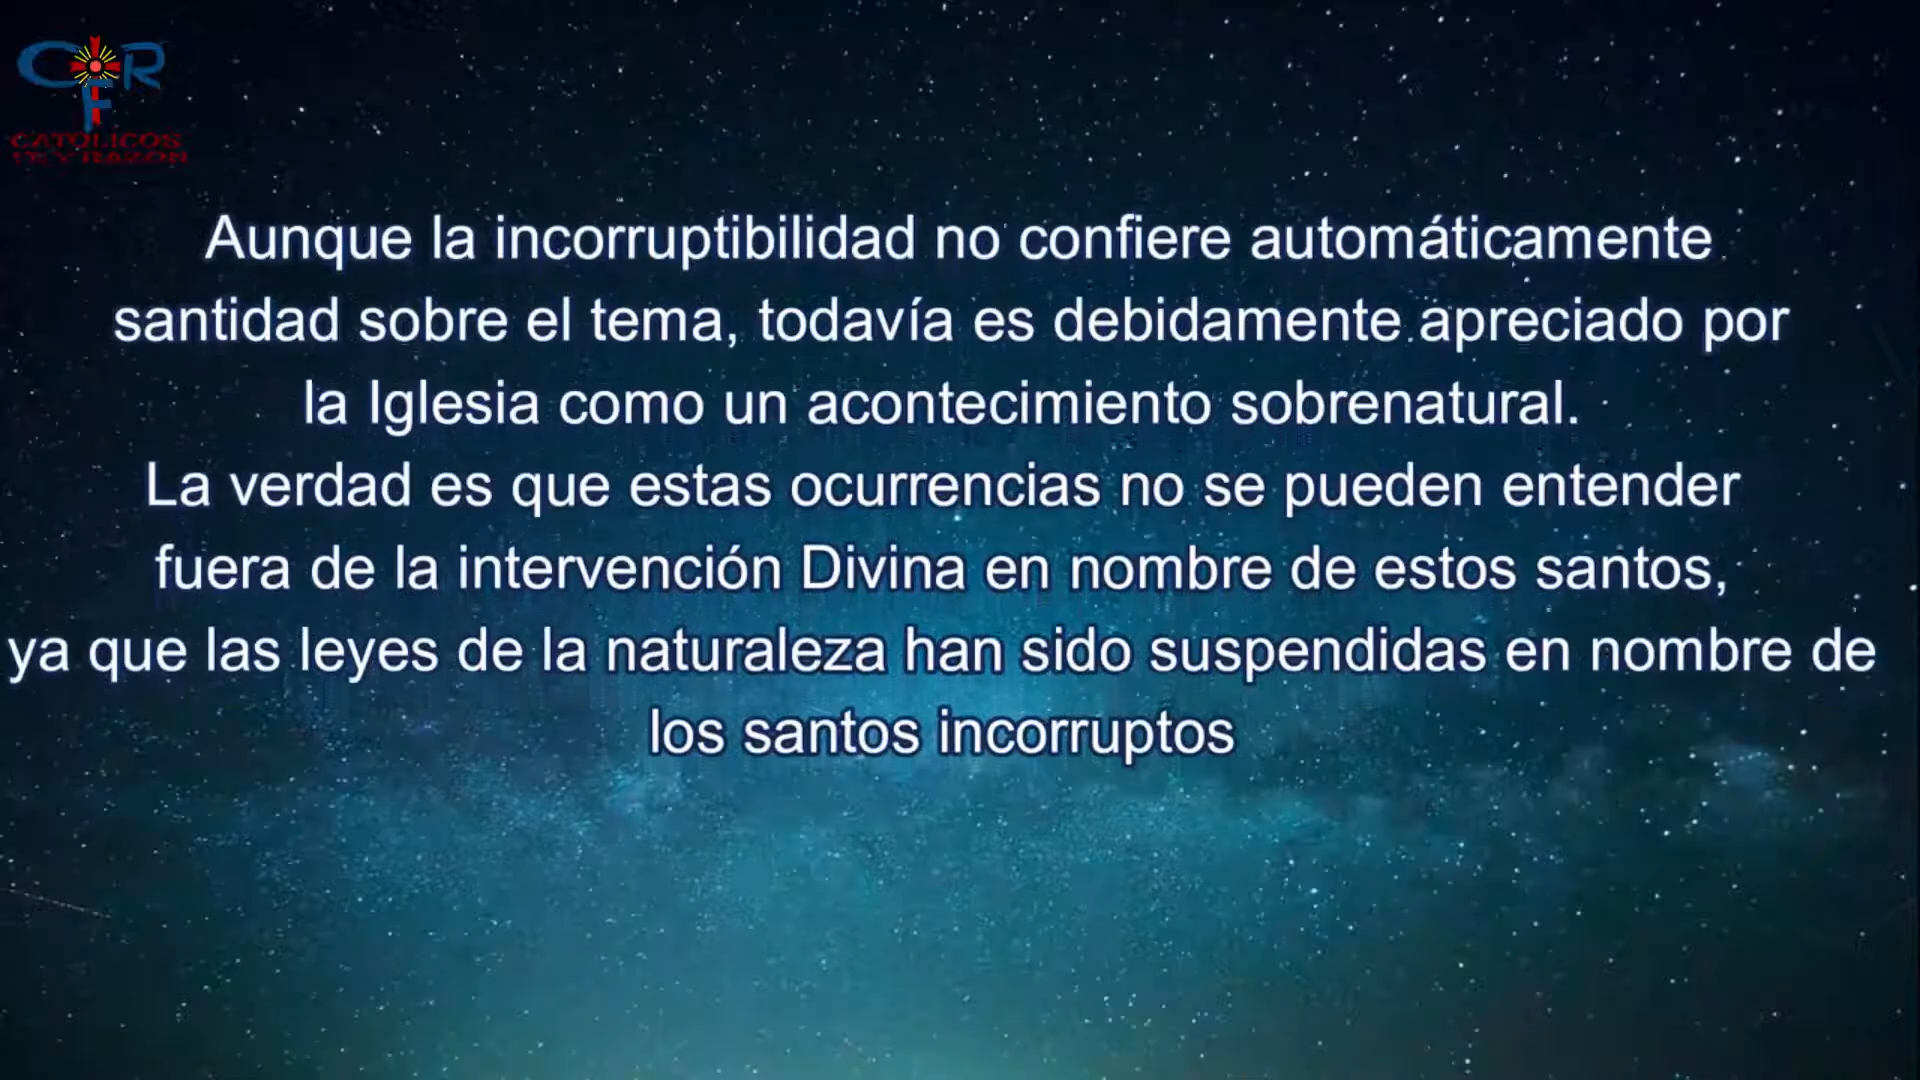 CFR
CATOLICOS
FE Y RAZON
Aunque la incorruptibilidad no confiere automáticamente
santidad sobre el tema, todavía es debidamente apreciado por
la Iglesia como un acontecimiento sobrenatural.
La verdad es que estas ocurrencias no se pueden entender
fuera de la intervención Divina en nombre de estos santos,
ya que las leyes de la naturaleza han sido suspendidas en nombre de
los santos incorruptos